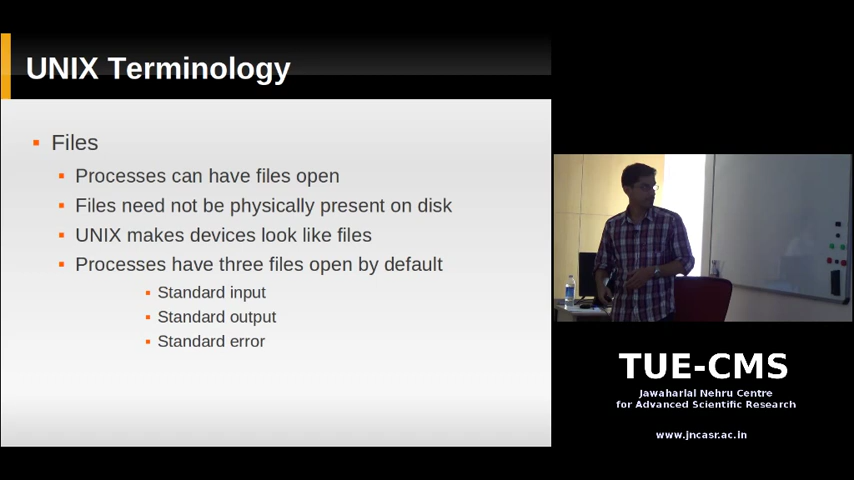 UNIX Terminology
Files
Processes can have files open
Files need not be physically present on disk
UNIX makes devices look like files
Processes have three files open by default
Standard input
Standard output
Standard error
TUE-CMS
Jawaharlal Nehru Centre
for Advanced Scientific Research
www.jncasr.ac.in